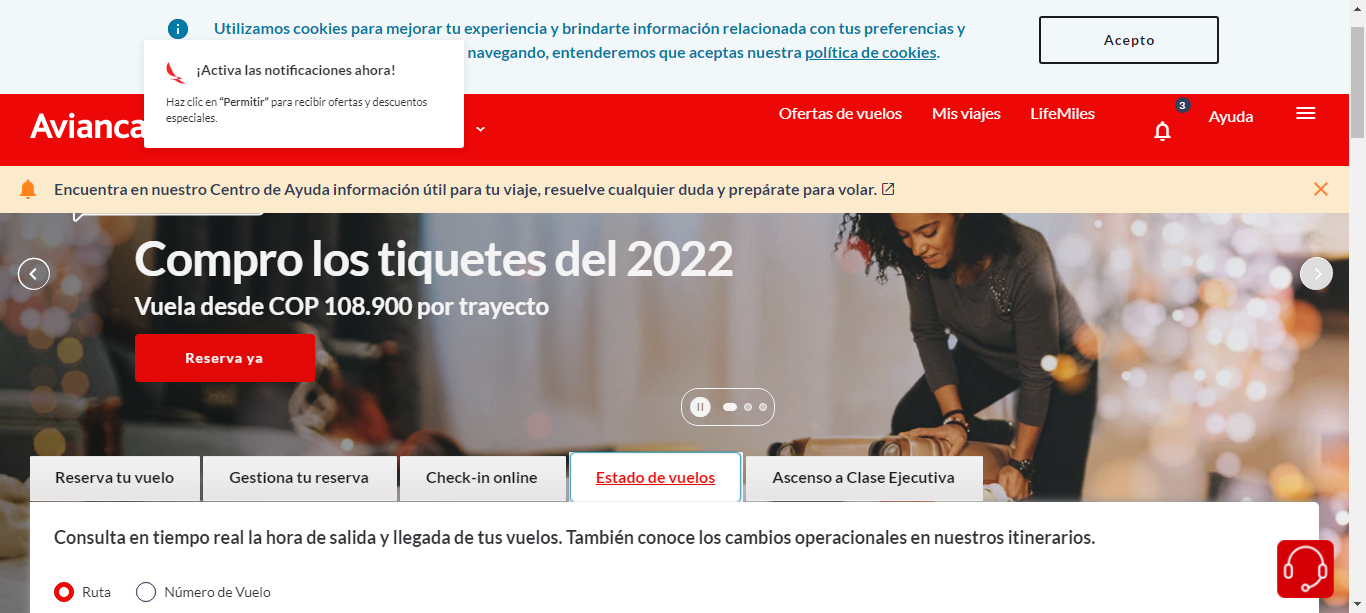 Utilizamos cookies para mejorar tu experiencia y brindarte información relacionada con tus preferencias y
navegando, entenderemos que aceptas nuestra política de cookies.
Acepto
¡Activa las notificaciones ahora!
Haz clic en “Permitir” para recibir ofertas y descuentos
especiales.
Avianca
Ofertas de vuelos
Mis viajes
LifeMiles
3
Ayuda
Encuentra en nuestro Centro de Ayuda información útil para tu viaje, resuelve cualquier duda y prepárate para volar.
Compro los tiquetes del 2022
Vuela desde COP 108.900 por trayecto
Reserva ya
Reserva tu vuelo
Gestiona tu reserva
Check-in online
Estado de vuelos
Ascenso a Clase Ejecutiva
Consulta en tiempo real la hora de salida y llegada de tus vuelos. También conoce los cambios operacionales en nuestros itinerarios.
Ruta
Número de Vuelo